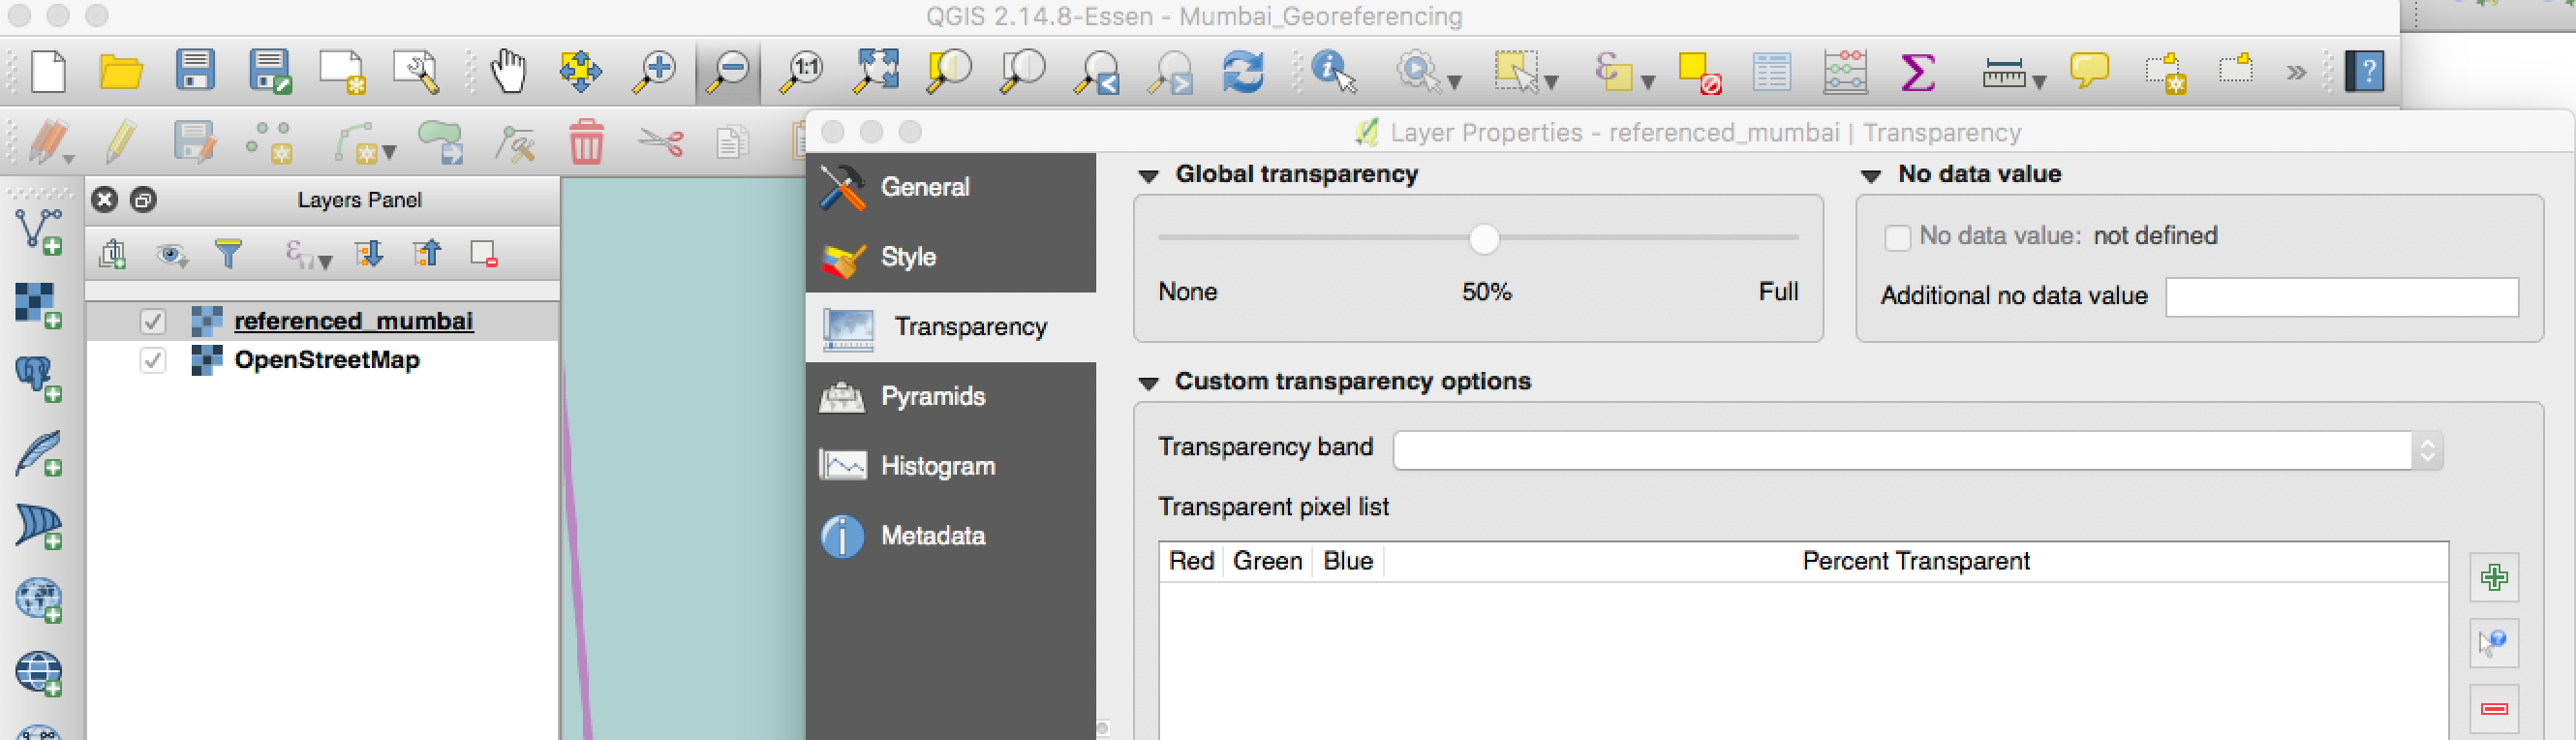 QGIS 2.14.8-Essen - Mumbai_Georeferencing
1:1
Layer Properties - referenced_mumbai | Transparency
Layers Panel
referenced_mumbai
OpenStreetMap
General
Style
Transparency
Pyramids
Histogram
Metadata
Global transparency
None 50% Full
No data value
No data value: not defined
Additional no data value
Custom transparency options
Transparency band
Transparent pixel list
Red Green Blue Percent Transparent